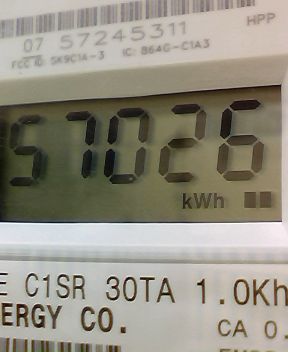 HPP
07 57245311
FCC ID: SK9C1A-3 IC: 864G-C1A3
57026
kWh
E C1SR 30TA 1.0Kh
ERGY CO.
CA 0.